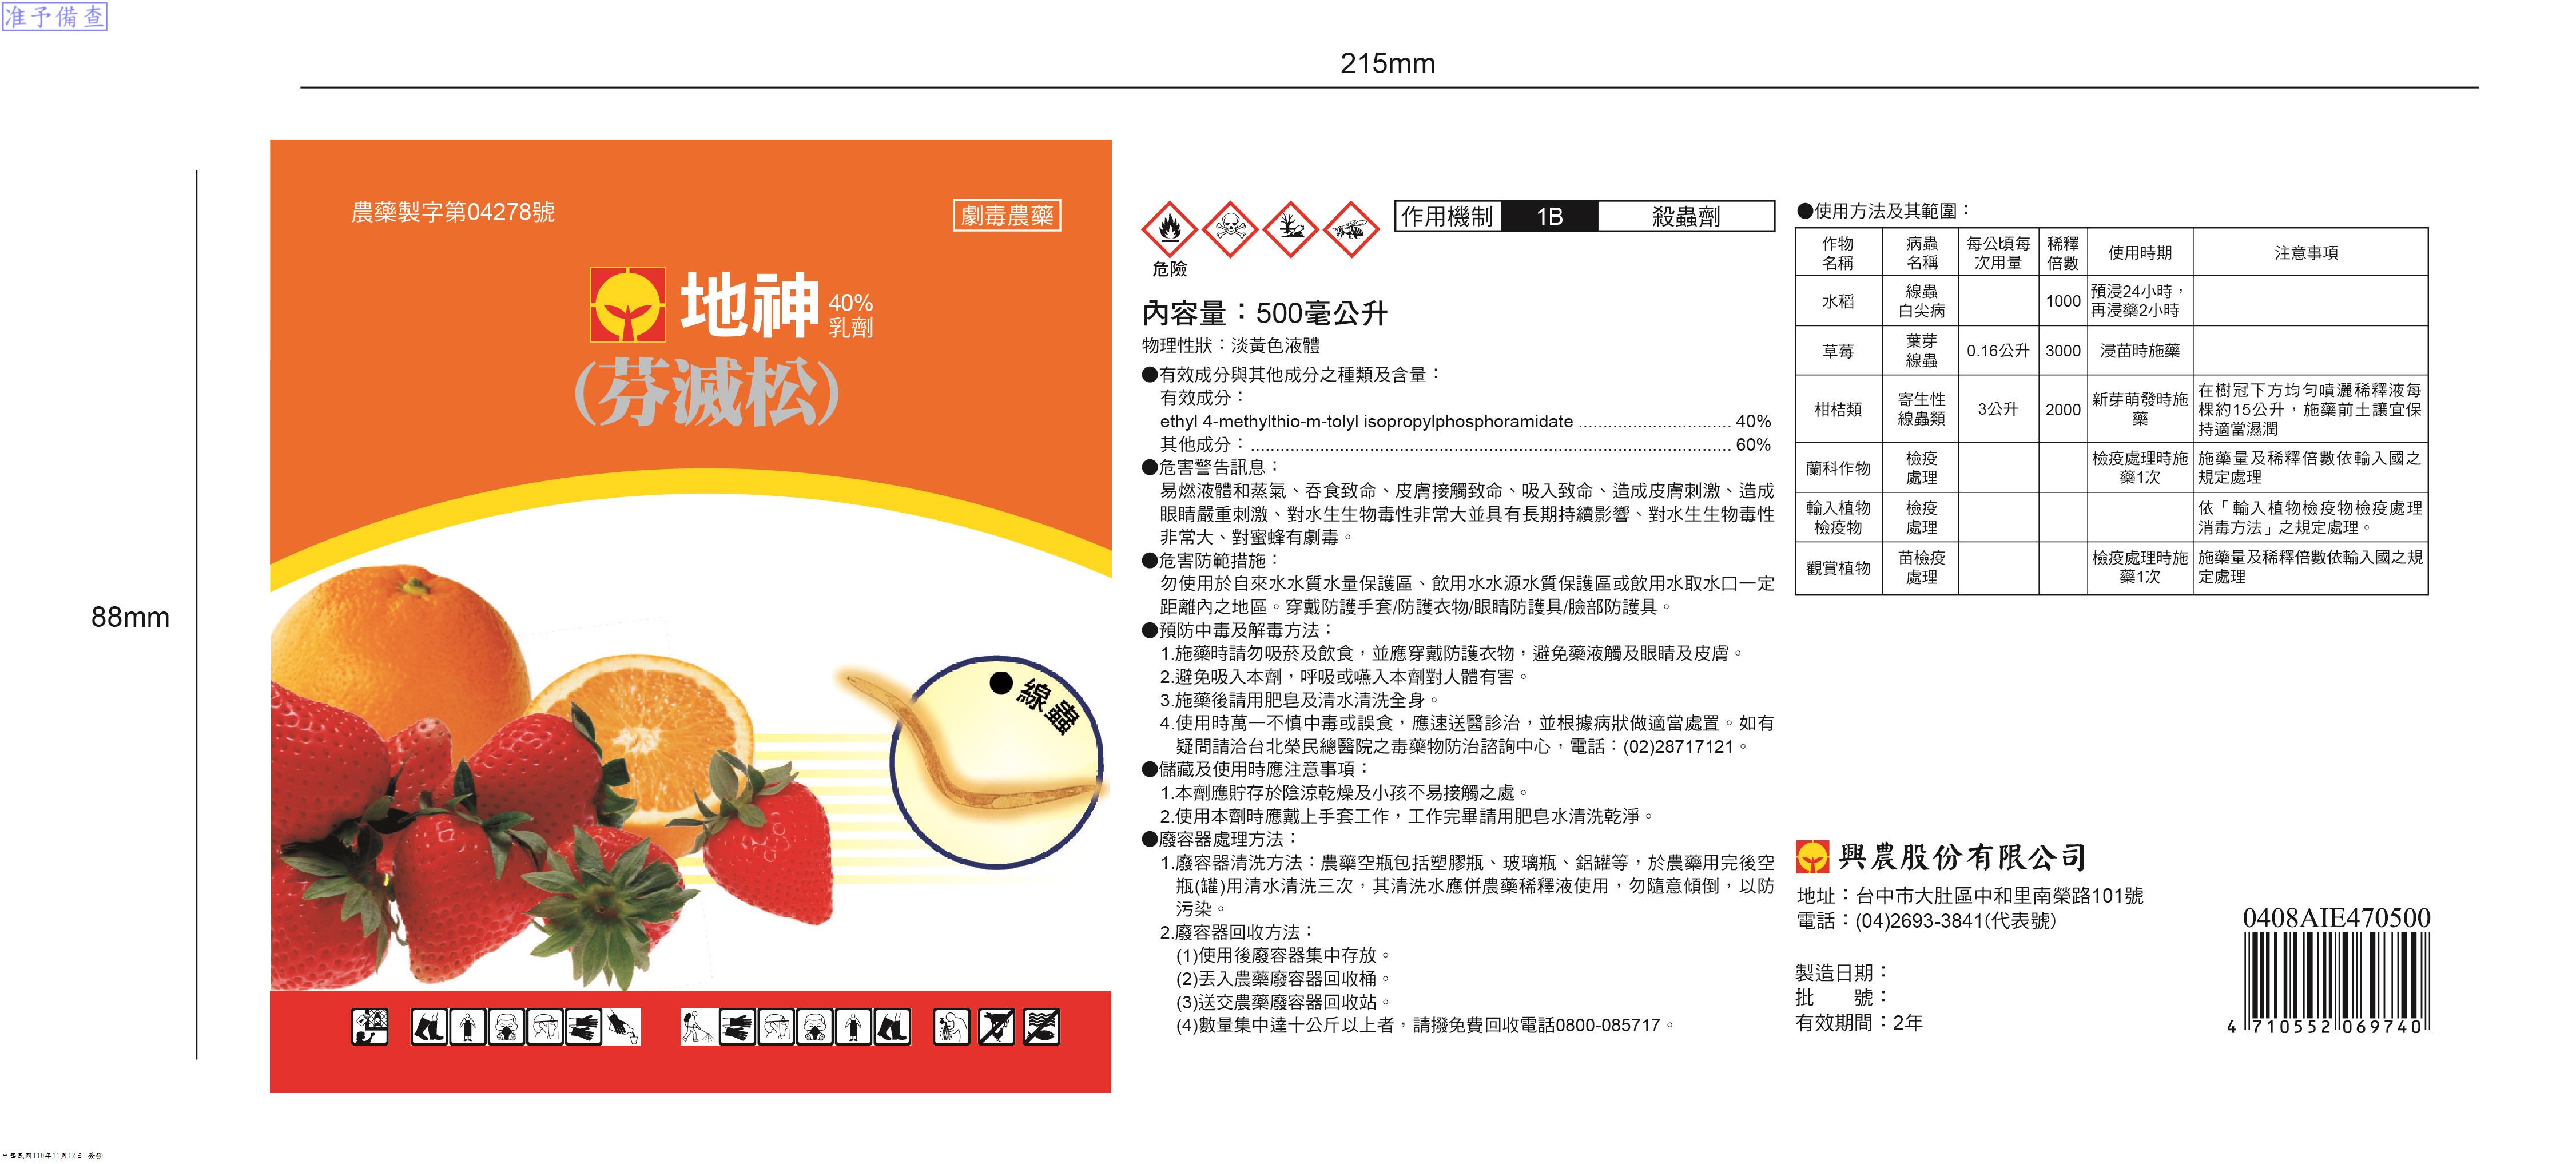 准予備查
215mm
88mm
農藥製字第04278號
劇毒農藥
地神
40%
乳劑
(芬滅松)
線蟲
危險
作用機制 1B 殺蟲劑
內容量：500毫公升
物理性狀：淡黃色液體
●有效成分與其他成分之種類及含量：
有效成分：
ethyl 4-methylthio-m-tolyl isopropylphosphoramidate ............................... 40%
其他成分：................................................................................................. 60%
●危害警告訊息：
易燃液體和蒸氣、吞食致命、皮膚接觸致命、吸入致命、造成皮膚刺激、造成
眼睛嚴重刺激、對水生生物毒性非常大並具有長期持續影響、對水生生物毒性
非常大、對蜜蜂有劇毒。
●危害防範措施：
勿使用於自來水水質水量保護區、飲用水水源水質保護區或飲用水取水口一定
距離內之地區。穿戴防護手套/防護衣物/眼睛防護具/臉部防護具。
●預防中毒及解毒方法：
1.施藥時請勿吸菸及飲食，並應穿戴防護衣物，避免藥液觸及眼睛及皮膚。
2.避免吸入本劑，呼吸或嚥入本劑對人體有害。
3.施藥後請用肥皂及清水清洗全身。
4.使用時萬一不慎中毒或誤食，應速送醫診治，並根據病狀做適當處置。如有
疑問請洽台北榮民總醫院之毒藥物防治諮詢中心，電話：(02)28717121。
●儲藏及使用時應注意事項：
1.本劑應貯存於陰涼乾燥及小孩不易接觸之處。
2.使用本劑時應戴上手套工作，工作完畢請用肥皂水清洗乾淨。
●廢容器處理方法：
1.廢容器清洗方法：農藥空瓶包括塑膠瓶、玻璃瓶、鋁罐等，於農藥用完後空
瓶(罐)用清水清洗三次，其清洗水應併農藥稀釋液使用，勿隨意傾倒，以防
污染。
2.廢容器回收方法：
(1)使用後廢容器集中存放。
(2)丟入農藥廢容器回收桶。
(3)送交農藥廢容器回收站。
(4)數量集中達十公斤以上者，請撥免費回收電話0800-085717。
●使用方法及其範圍：
作物名稱 病蟲名稱 每公頃每次用量 稀釋倍數 使用時期 注意事項
水稻 線蟲白尖病 1000 預浸24小時，再浸藥2小時
草莓 葉芽線蟲 0.16公升 3000 浸苗時施藥
柑桔類 寄生性線蟲類 3公升 2000 新芽萌發時施藥 在樹冠下方均勻噴灑稀釋液每棵約15公升，施藥前土讓宜保持適當濕潤
蘭科作物 檢疫處理 檢疫處理時施藥1次 施藥量及稀釋倍數依輸入國之規定處理
輸入植物檢疫物 檢疫處理 依「輸入植物檢疫物檢疫處理消毒方法」之規定處理。
觀賞植物 苗檢疫處理 檢疫處理時施藥1次 施藥量及稀釋倍數依輸入國之規定處理
興農股份有限公司
地址：台中市大肚區中和里南榮路101號
電話：(04)2693-3841(代表號)
製造日期：
批　　號：
有效期間：2年
0408AIE470500
4 710552 069740
中華民國110年11月12日 簽發